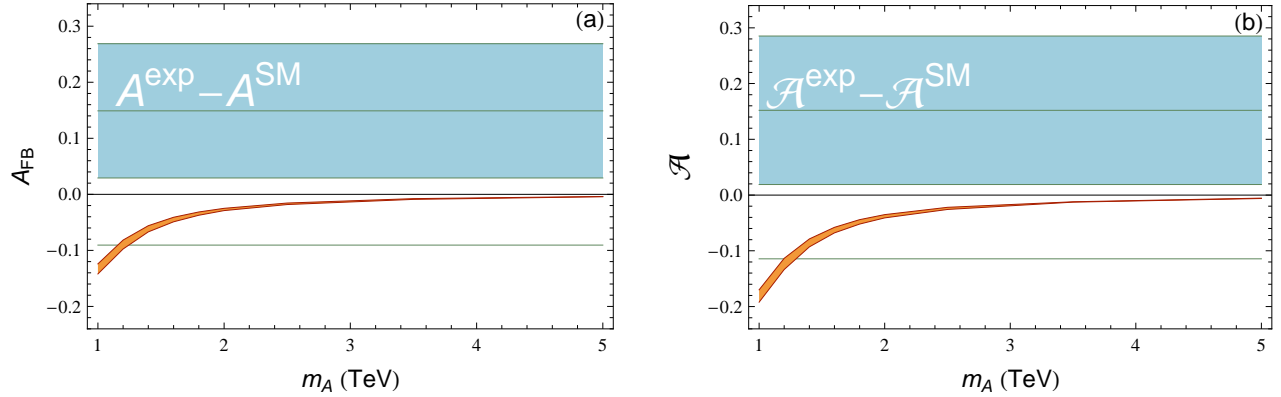 (a)
A^exp − A^SM
0.3
0.2
0.1
0.0
−0.1
−0.2
A_FB
1 2 3 4 5
m_A (TeV)
(b)
𝒜^exp − 𝒜^SM
0.3
0.2
0.1
0.0
−0.1
−0.2
𝒜
1 2 3 4 5
m_A (TeV)